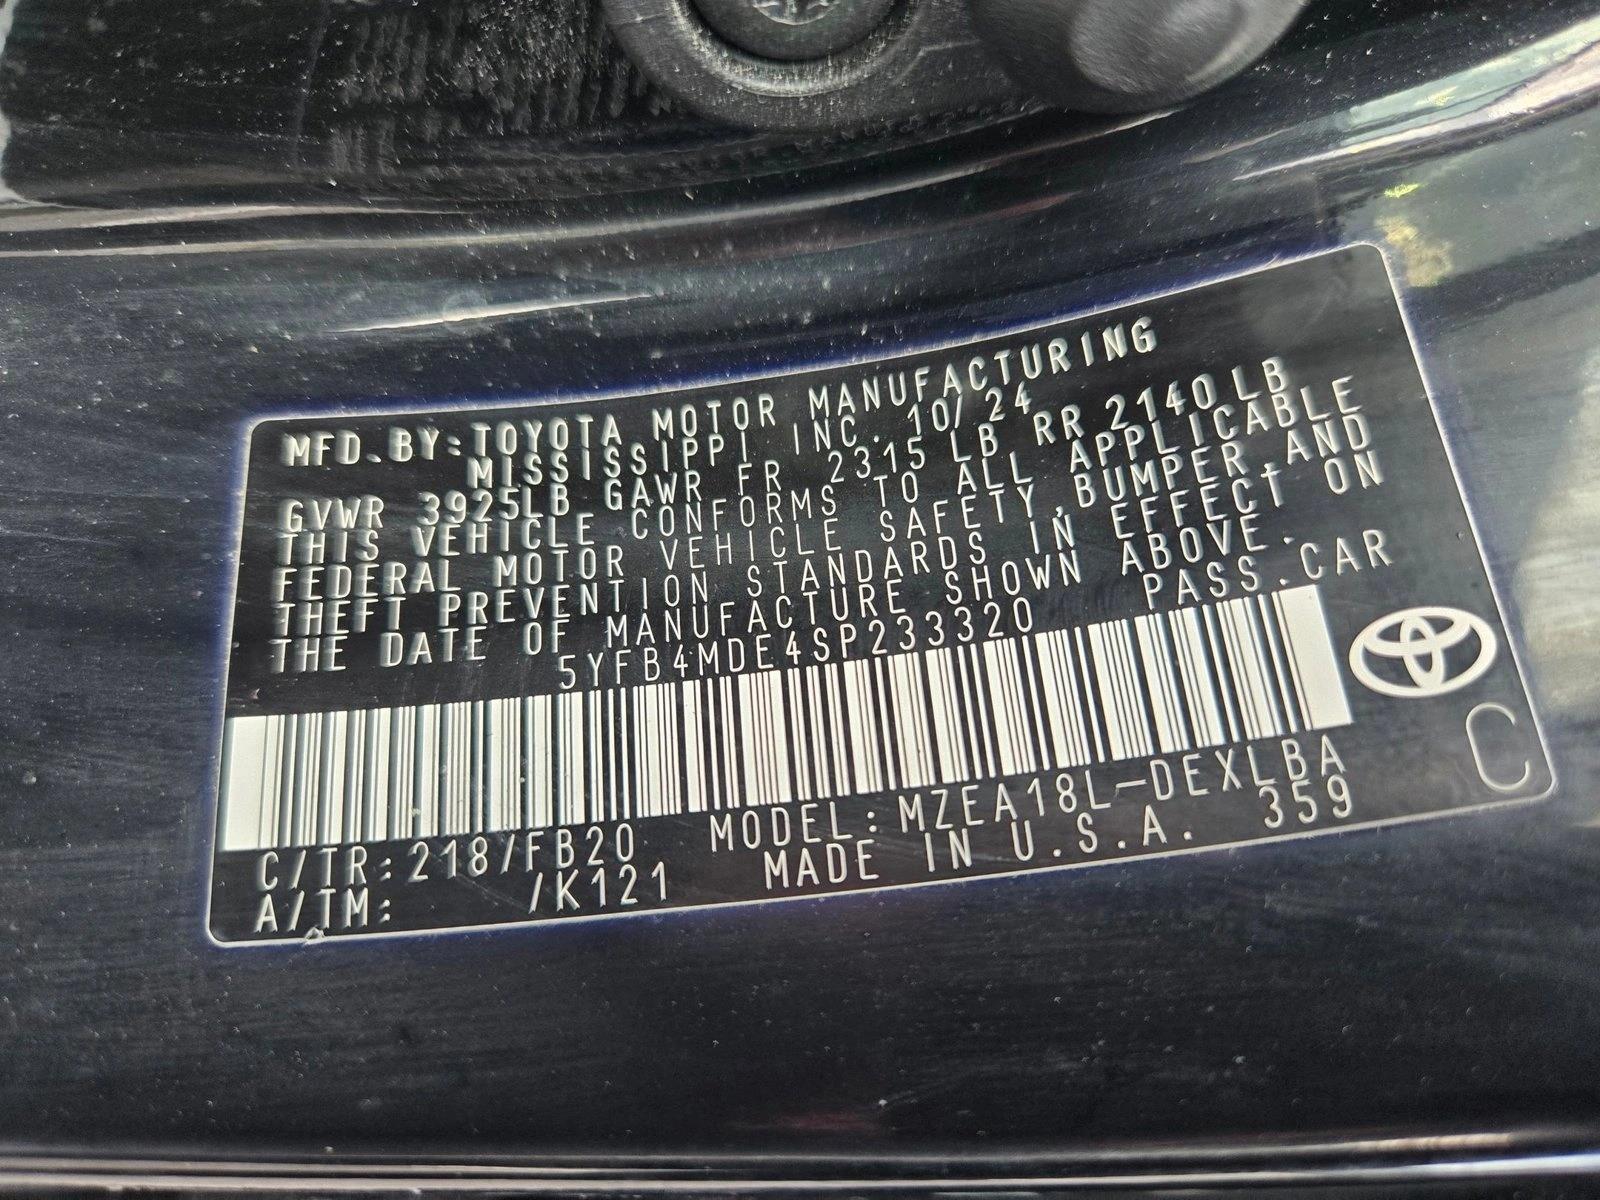 MFD. BY: TOYOTA MOTOR MANUFACTURING
MISSISSIPPI INC. 10/24
GVWR 3925LB GAWR FR 2315 LB RR 2140LB
THIS VEHICLE CONFORMS TO ALL APPLICABLE
FEDERAL MOTOR VEHICLE SAFETY,BUMPER,AND
THEFT PREVENTION STANDARDS IN EFFECT ON
THE DATE OF MANUFACTURE SHOWN ABOVE.
5YFB4MDE4SP233320 PASS.CAR
C/TR:218/FB20 MODEL:MZEA18L-DEXLBA
A/TM: /K121 MADE IN U.S.A. 359
C